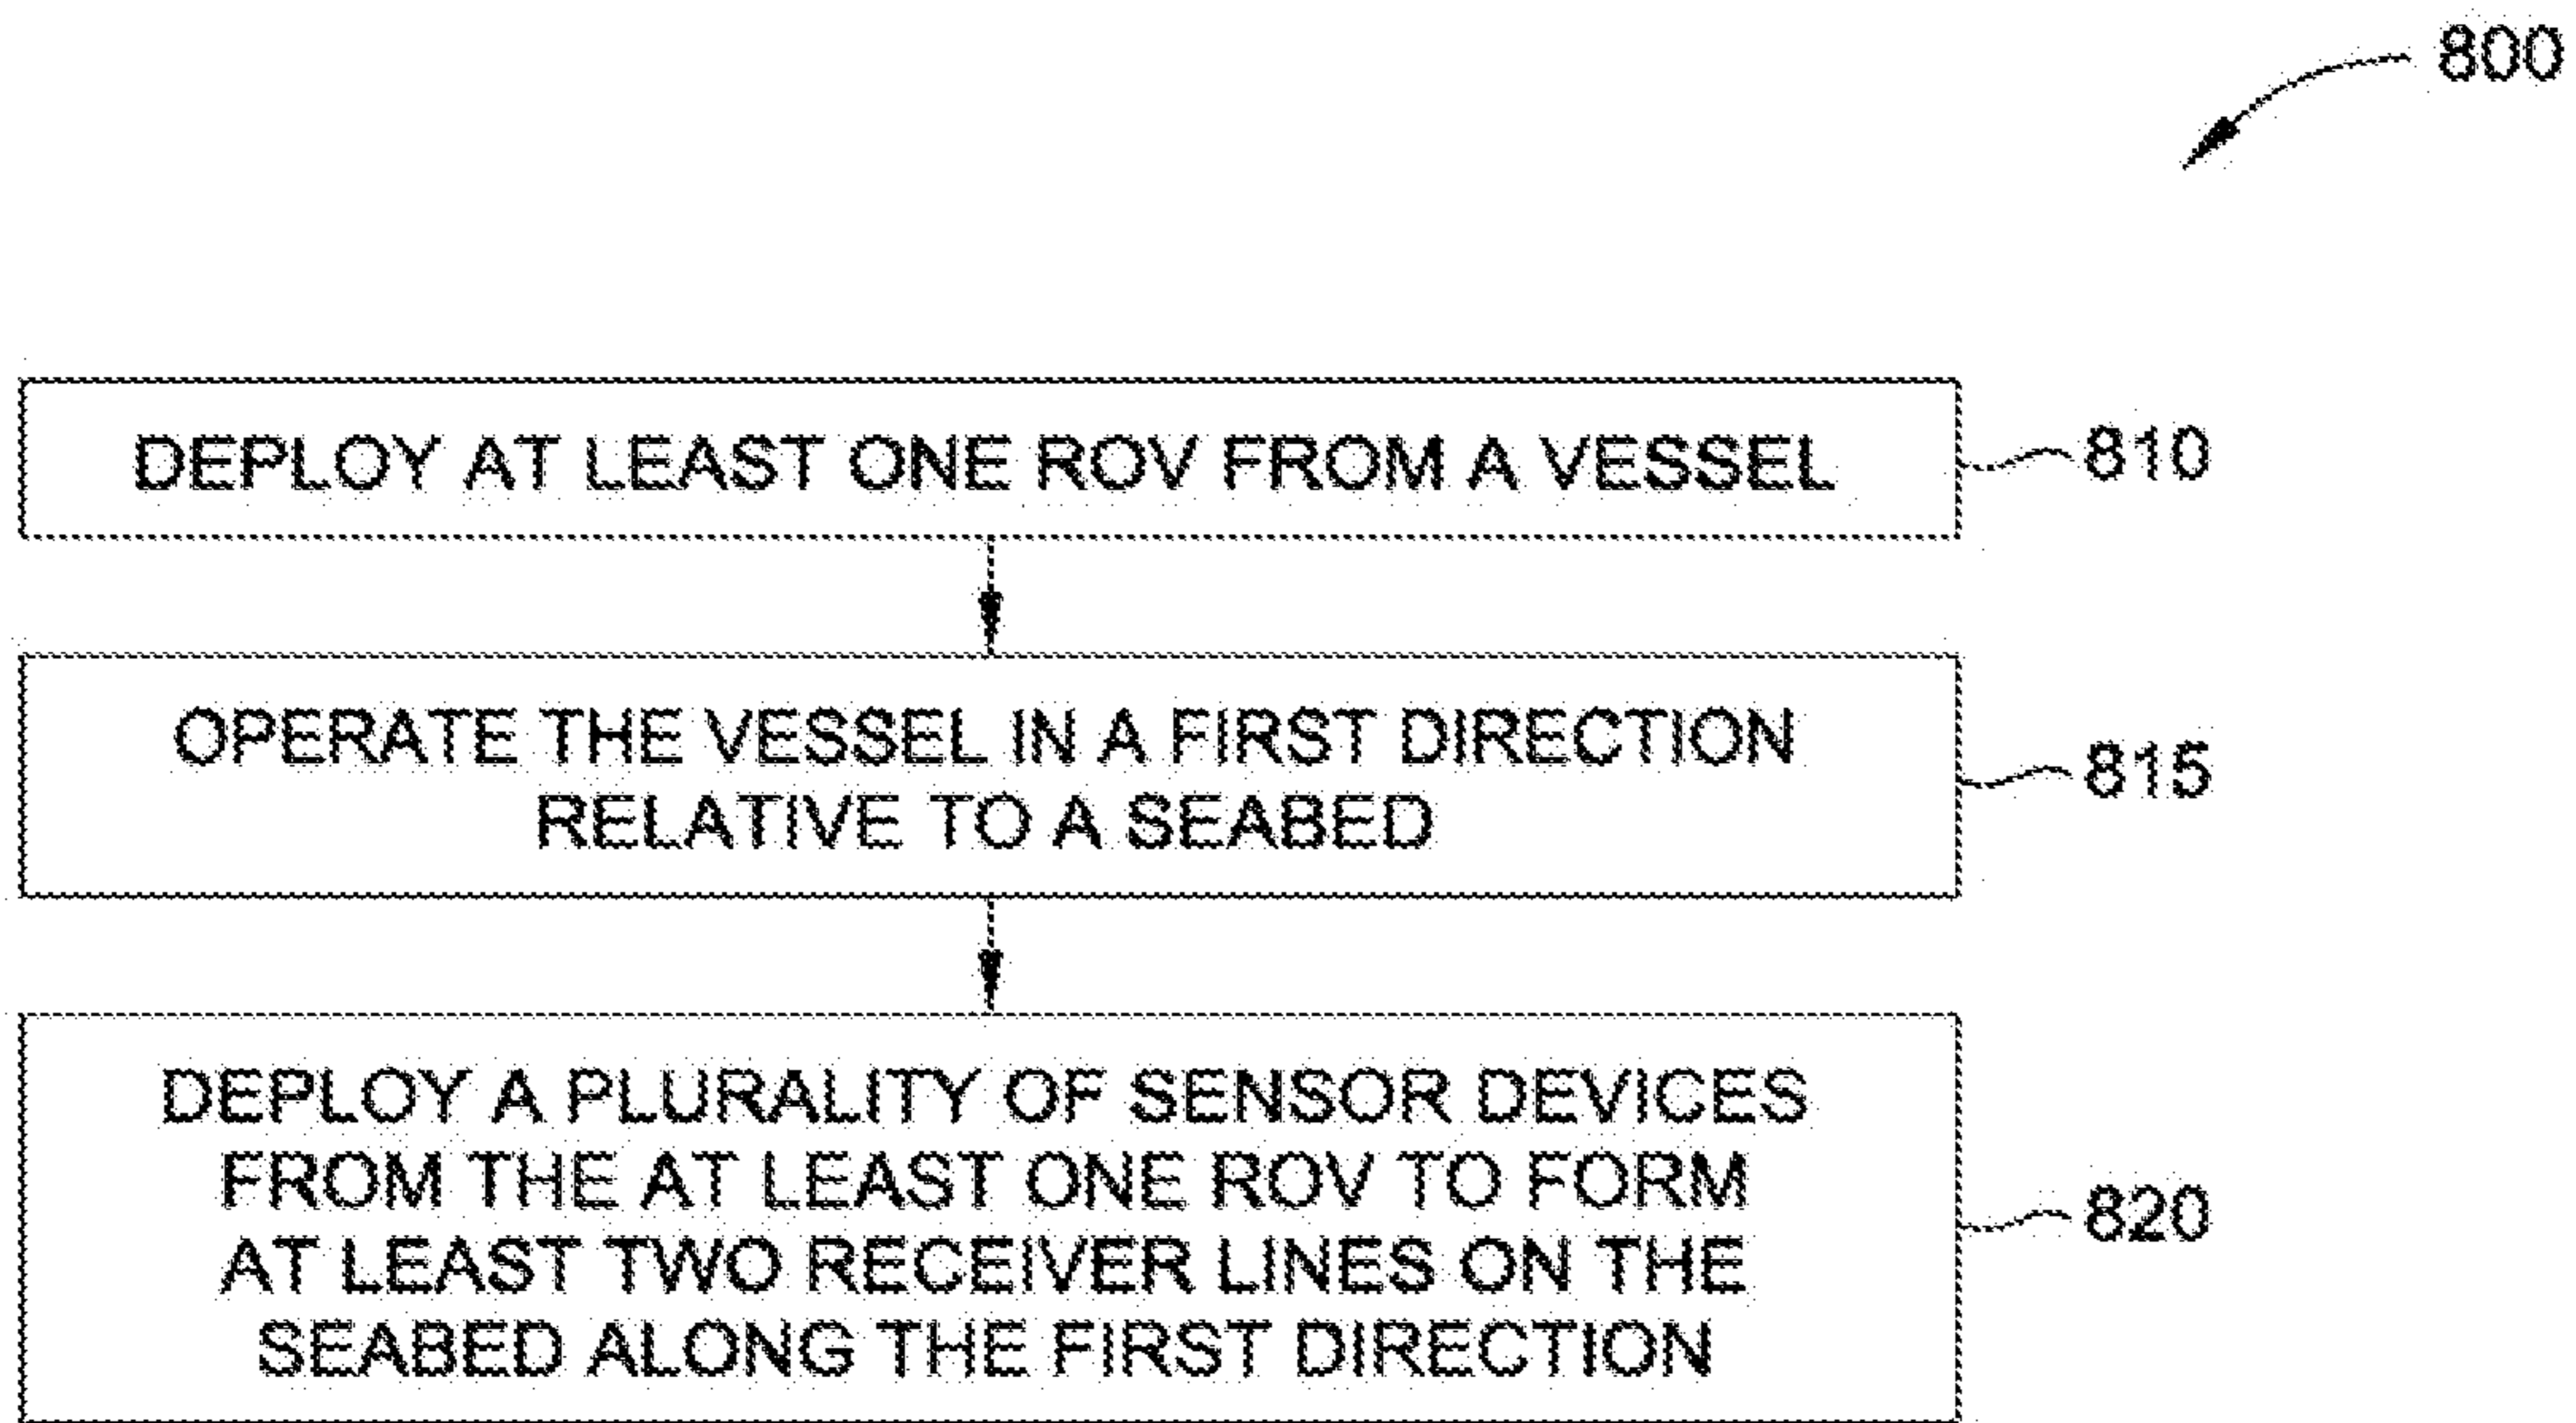 800
DEPLOY AT LEAST ONE ROV FROM A VESSEL
810
OPERATE THE VESSEL IN A FIRST DIRECTION
RELATIVE TO A SEABED
815
DEPLOY A PLURALITY OF SENSOR DEVICES
FROM THE AT LEAST ONE ROV TO FORM
AT LEAST TWO RECEIVER LINES ON THE
SEABED ALONG THE FIRST DIRECTION
820